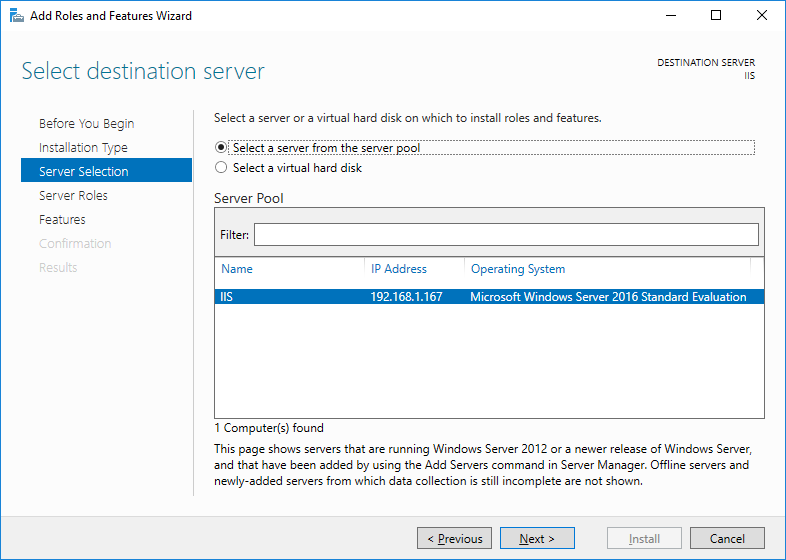 Add Roles and Features Wizard
Select destination server
DESTINATION SERVER
IIS
Before You Begin
Installation Type
Server Selection
Server Roles
Features
Confirmation
Results
Select a server or a virtual hard disk on which to install roles and features.
Select a server from the server pool
Select a virtual hard disk
Server Pool
Filter:
Name IP Address Operating System
IIS 192.168.1.167 Microsoft Windows Server 2016 Standard Evaluation
1 Computer(s) found
This page shows servers that are running Windows Server 2012 or a newer release of Windows Server,
and that have been added by using the Add Servers command in Server Manager. Offline servers and
newly-added servers from which data collection is still incomplete are not shown.
< Previous Next > Install Cancel